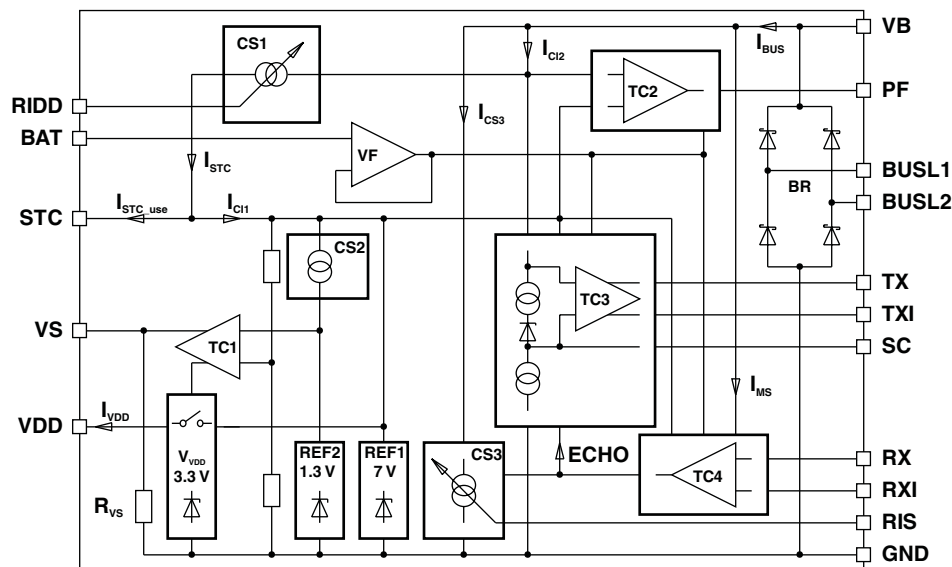 CS1
I_CI2
I_BUS
VB
TC2
PF
RIDD
BAT
I_CS3
VF
I_STC
BR
BUSL1
BUSL2
STC
I_STC_use
I_CI1
CS2
TC3
TX
TXI
SC
VS
TC1
I_MS
VDD
I_VDD
V_VDD
3.3 V
REF2
1.3 V
REF1
7 V
CS3
ECHO
TC4
RX
RXI
R_VS
RIS
GND